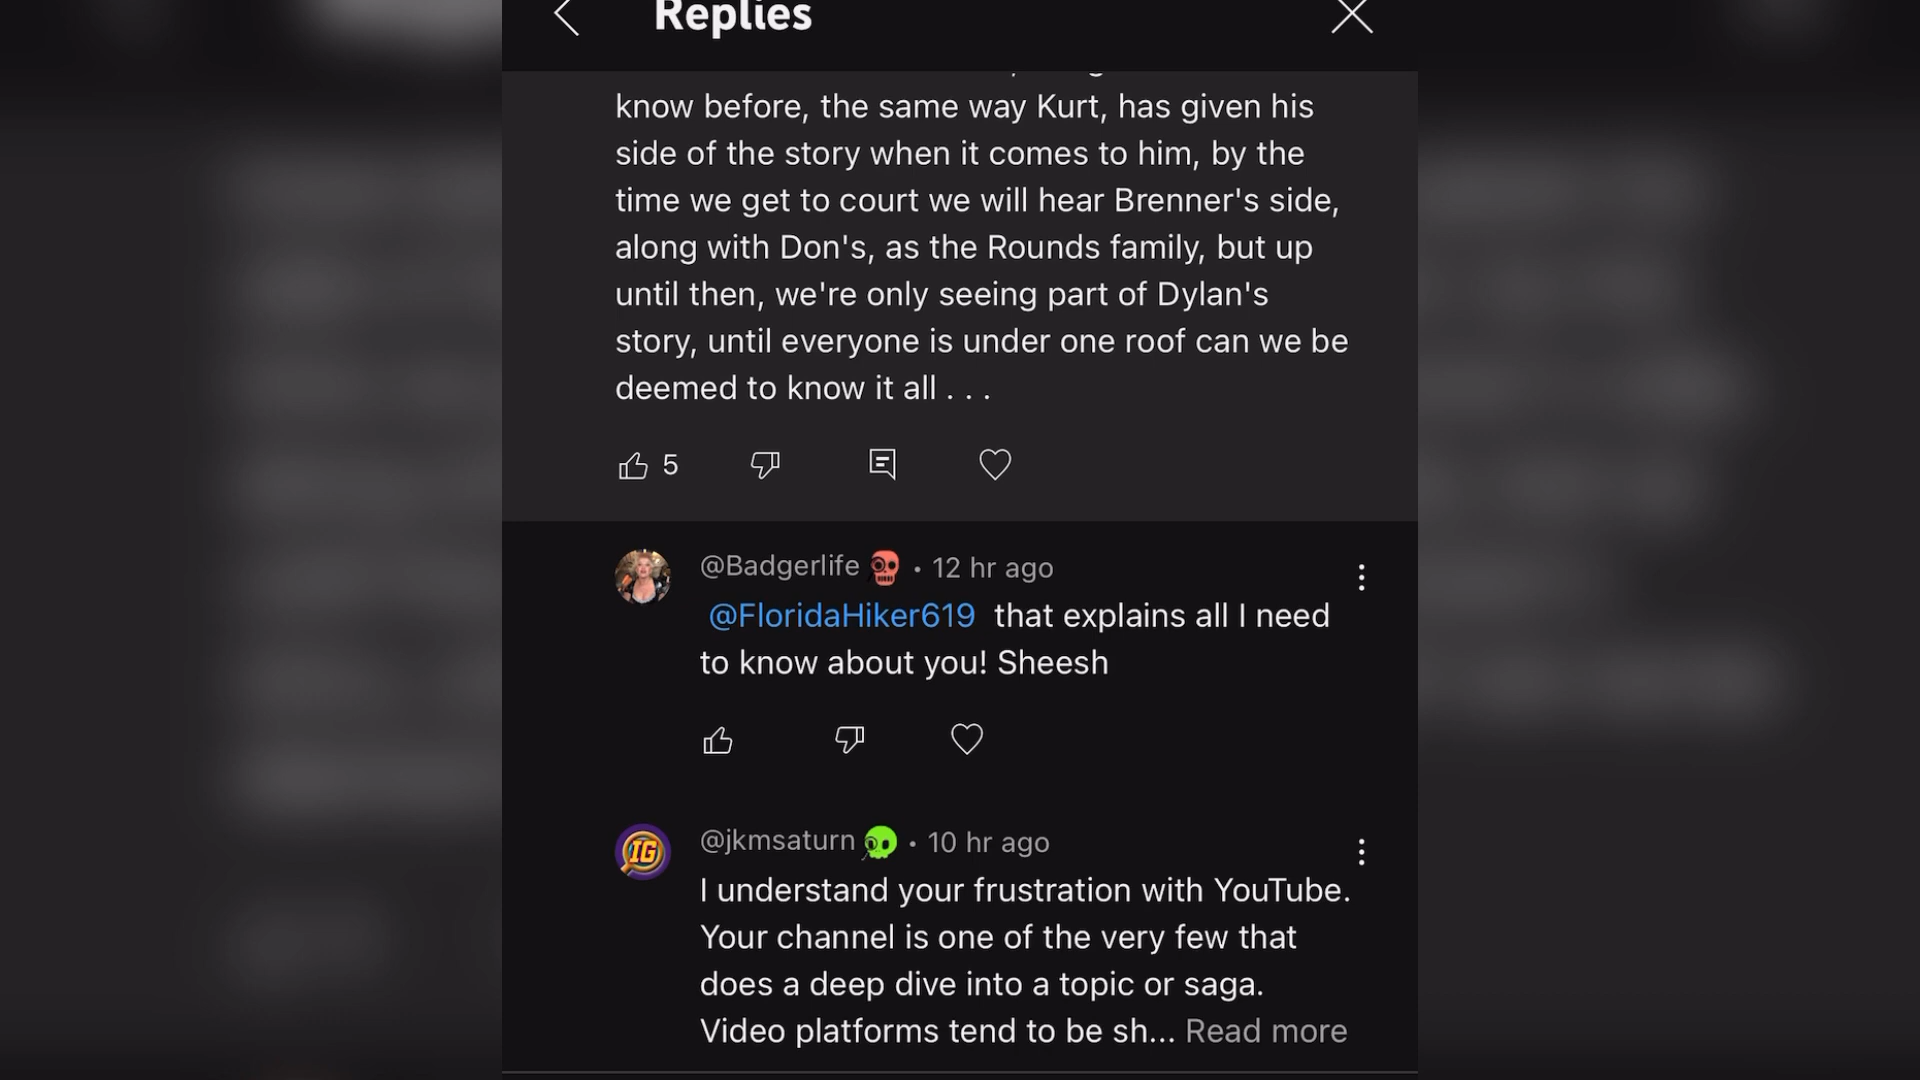 Replies
know before, the same way Kurt, has given his
side of the story when it comes to him, by the
time we get to court we will hear Brenner's side,
along with Don's, as the Rounds family, but up
until then, we're only seeing part of Dylan's
story, until everyone is under one roof can we be
deemed to know it all . . .
5
@Badgerlife • 12 hr ago
@FloridaHiker619 that explains all I need
to know about you! Sheesh
IG
@jkmsaturn • 10 hr ago
I understand your frustration with YouTube.
Your channel is one of the very few that
does a deep dive into a topic or saga.
Video platforms tend to be sh... Read more